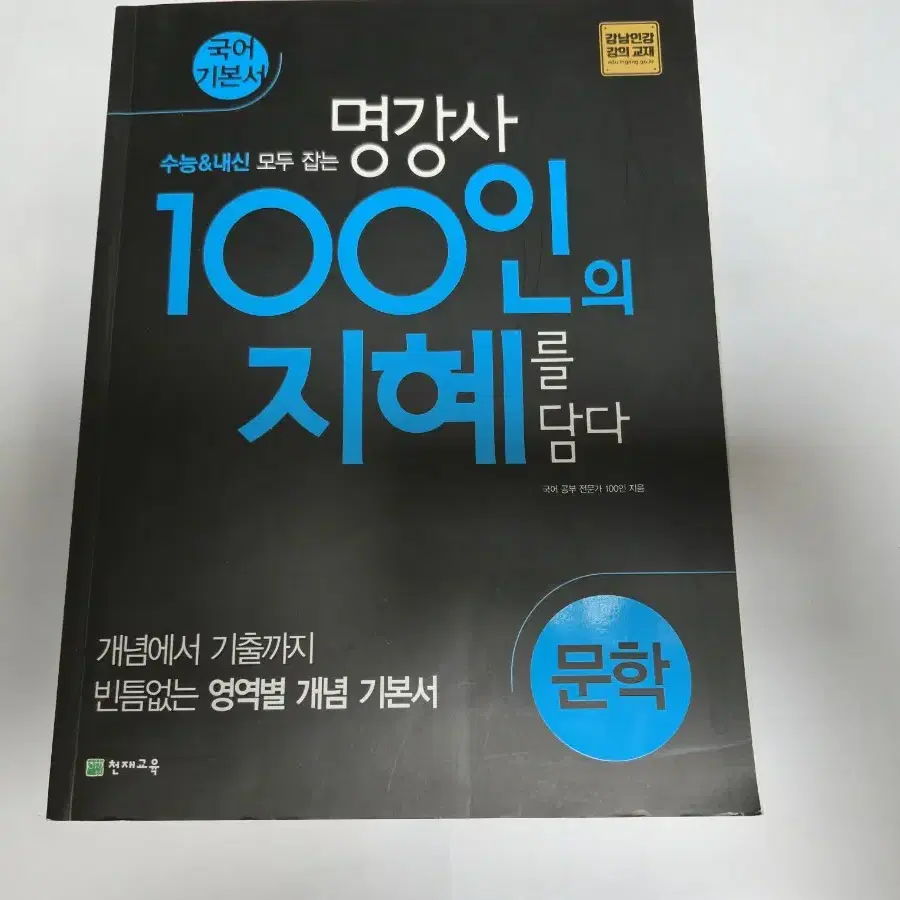 국어
기본서
강남인강
강의 교재
명강사
수능&내신 모두 잡는
100인의
지혜를
담다
국어 공부 전문가 100인 지음
문학
개념에서 기출까지
빈틈없는 영역별 개념 기본서
천재교육